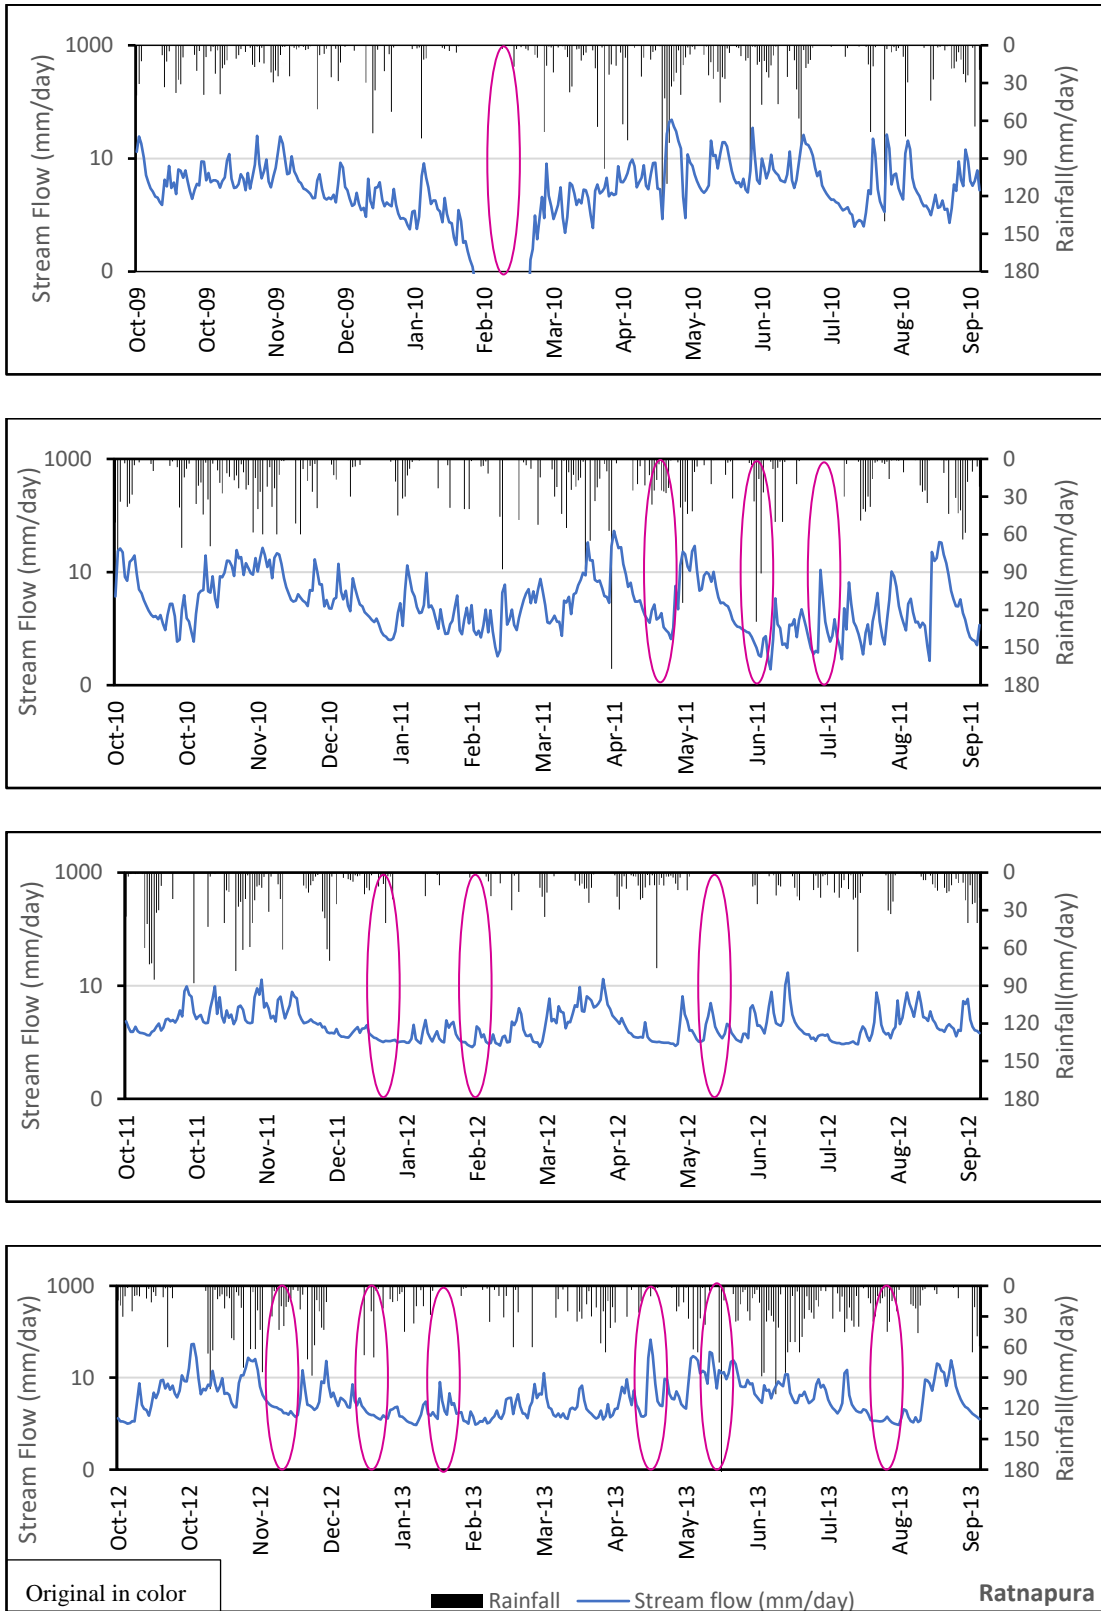 1000
10
0
Stream Flow (mm/day)
0
30
60
90
120
150
180
Rainfall(mm/day)
Oct-09
Oct-09
Nov-09
Dec-09
Jan-10
Feb-10
Mar-10
Apr-10
May-10
Jun-10
Jul-10
Aug-10
Sep-10
1000
10
0
Stream Flow (mm/day)
0
30
60
90
120
150
180
Rainfall(mm/day)
Oct-10
Oct-10
Nov-10
Dec-10
Jan-11
Feb-11
Mar-11
Apr-11
May-11
Jun-11
Jul-11
Aug-11
Sep-11
1000
10
0
Stream Flow (mm/day)
0
30
60
90
120
150
180
Rainfall(mm/day)
Oct-11
Oct-11
Nov-11
Dec-11
Jan-12
Feb-12
Mar-12
Apr-12
May-12
Jun-12
Jul-12
Aug-12
Sep-12
1000
10
0
Stream Flow (mm/day)
0
30
60
90
120
150
180
Rainfall(mm/day)
Oct-12
Oct-12
Nov-12
Dec-12
Jan-13
Feb-13
Mar-13
Apr-13
May-13
Jun-13
Jul-13
Aug-13
Sep-13
Original in color
Rainfall
Stream flow (mm/day)
Ratnapura